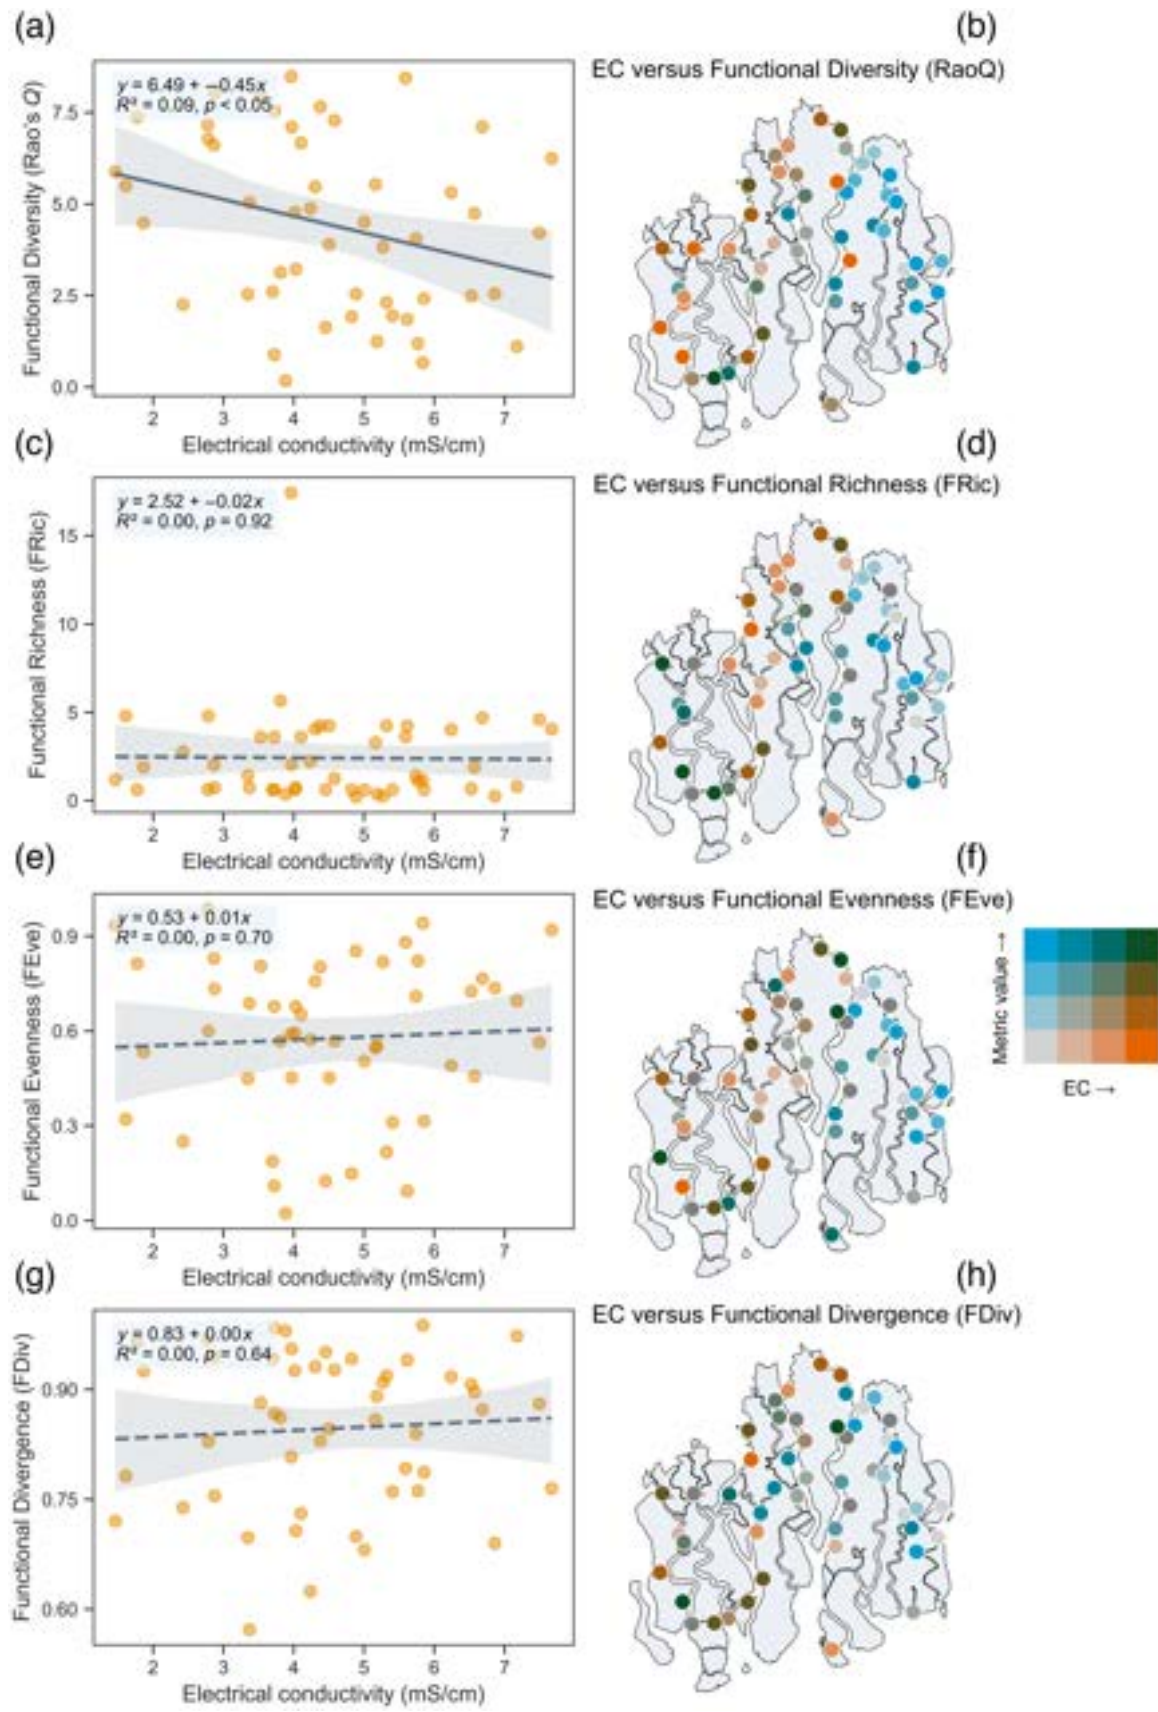 (a)
(b)
EC versus Functional Diversity (RaoQ)
y = 6.49 + −0.45x
R² = 0.09, p < 0.05
Functional Diversity (Rao's Q)
7.5
5.0
2.5
0.0
2 3 4 5 6 7
Electrical conductivity (mS/cm)
(c)
(d)
EC versus Functional Richness (FRic)
y = 2.52 + −0.02x
R² = 0.00, p = 0.92
Functional Richness (FRic)
15
10
5
0
2 3 4 5 6 7
Electrical conductivity (mS/cm)
(e)
(f)
EC versus Functional Evenness (FEve)
y = 0.53 + 0.01x
R² = 0.00, p = 0.70
Functional Evenness (FEve)
0.9
0.6
0.3
0.0
2 3 4 5 6 7
Electrical conductivity (mS/cm)
Metric value →
EC →
(g)
(h)
EC versus Functional Divergence (FDiv)
y = 0.83 + 0.00x
R² = 0.00, p = 0.64
Functional Divergence (FDiv)
0.90
0.75
0.60
2 3 4 5 6 7
Electrical conductivity (mS/cm)